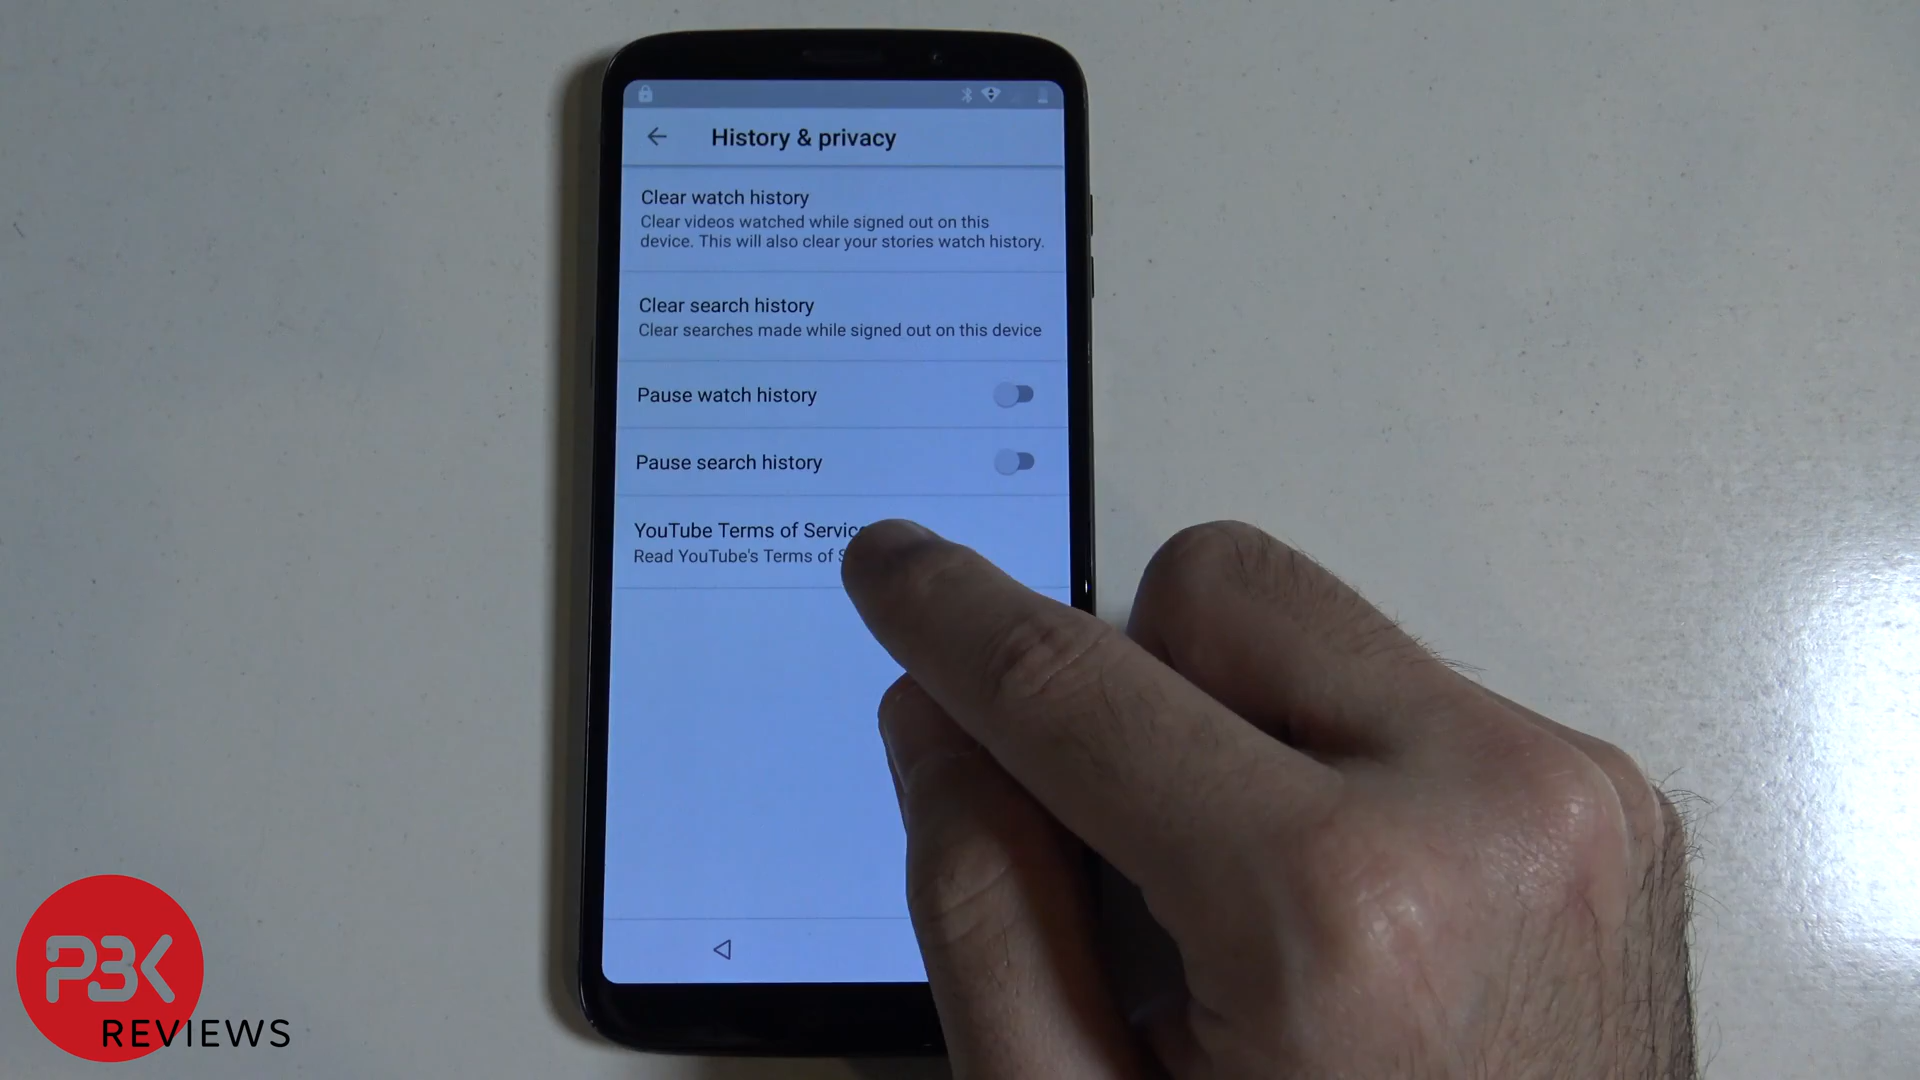 History & privacy
Clear watch history
Clear videos watched while signed out on this
device. This will also clear your stories watch history.
Clear search history
Clear searches made while signed out on this device
Pause watch history
Pause search history
YouTube Terms of Service
Read YouTube's Terms of
P3K
REVIEWS